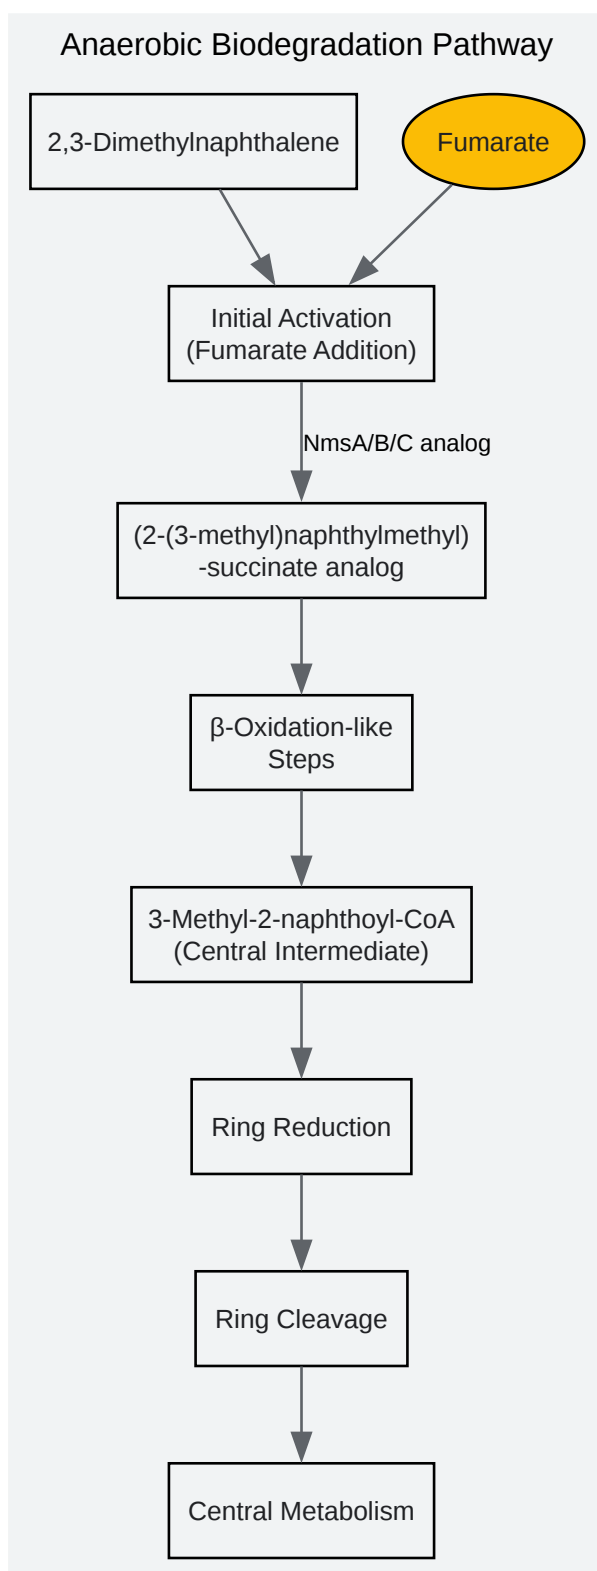 Anaerobic Biodegradation Pathway
2,3-Dimethylnaphthalene
Fumarate
Initial Activation
(Fumarate Addition)
NmsA/B/C analog
(2-(3-methyl)naphthylmethyl)
-succinate analog
β-Oxidation-like
Steps
3-Methyl-2-naphthoyl-CoA
(Central Intermediate)
Ring Reduction
Ring Cleavage
Central Metabolism